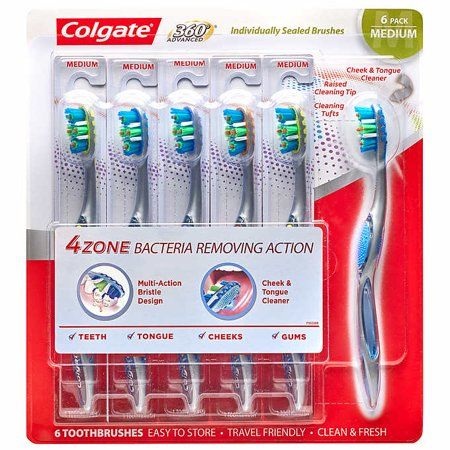 Colgate
360°
ADVANCED
Individually Sealed Brushes
6 PACK
MEDIUM
MEDIUM
MEDIUM
MEDIUM
MEDIUM
MEDIUM
Cheek & Tongue
Cleaner
Raised
Cleaning Tip
Cleaning
Tufts
4ZONE BACTERIA REMOVING ACTION
Multi-Action
Bristle
Design
Cheek &
Tongue
Cleaner
TEETH
TONGUE
CHEEKS
GUMS
6 TOOTHBRUSHES EASY TO STORE • TRAVEL FRIENDLY • CLEAN & FRESH